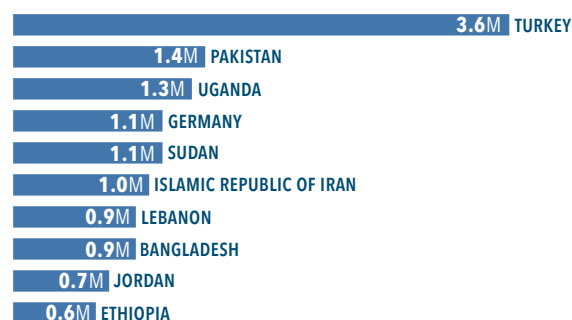 3.6M TURKEY
1.4M PAKISTAN
1.3M UGANDA
1.1M GERMANY
1.1M SUDAN
1.0M ISLAMIC REPUBLIC OF IRAN
0.9M LEBANON
0.9M BANGLADESH
0.7M JORDAN
0.6M ETHIOPIA